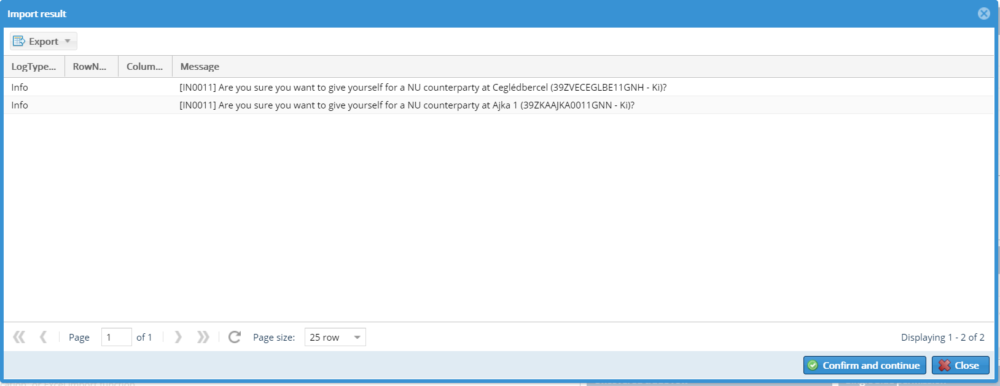 Import result
Export
LogType... RowN... Colum... Message
Info [IN0011] Are you sure you want to give yourself for a NU counterparty at Ceglédbercel (39ZVECEGLBE11GNH - Ki)?
Info [IN0011] Are you sure you want to give yourself for a NU counterparty at Ajka 1 (39ZKAAJKA0011GNN - Ki)?
Page 1 of 1 Page size: 25 row Displaying 1 - 2 of 2
Confirm and continue Close